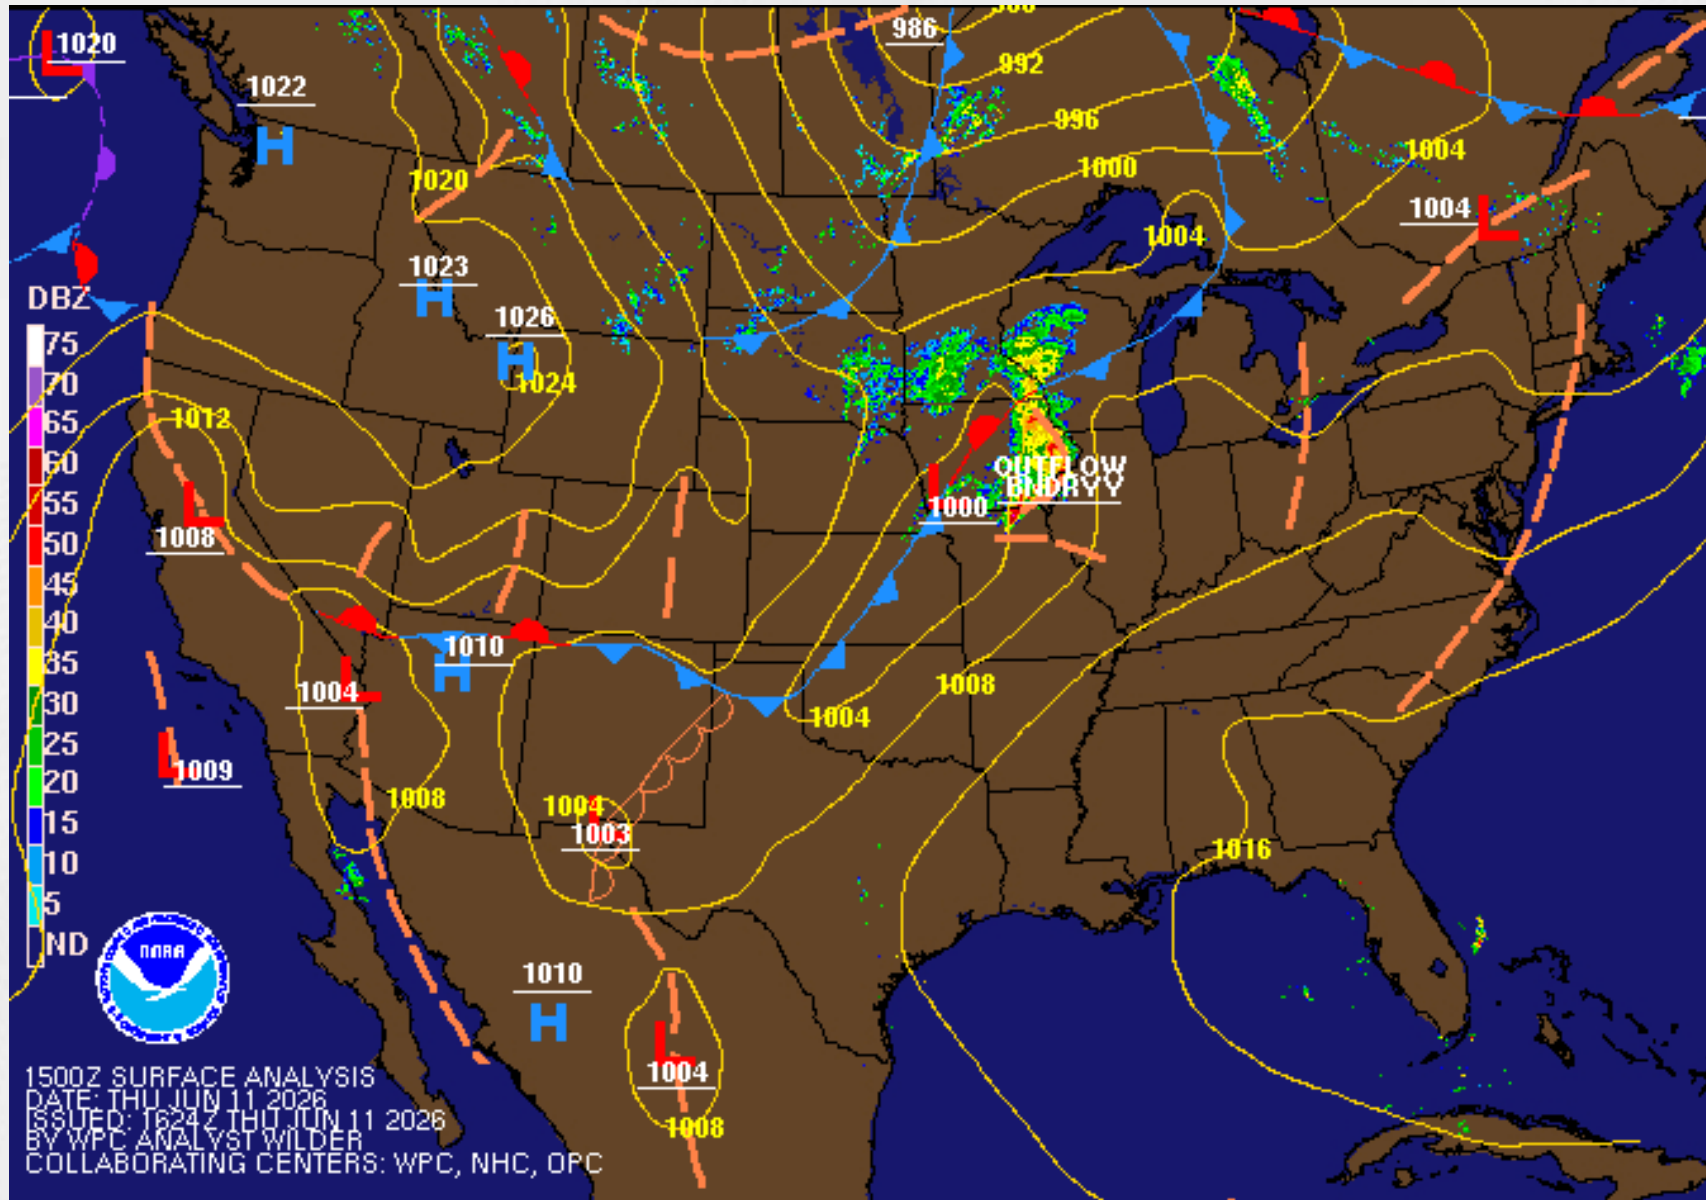 986
1020
992
1022
996
1004
1000
1020
1004
1004
1023
DBZ
1026
75
70
1024
65
1012
60
OUTFLOW
BNDRYY
55
1000
50
1008
45
40
1010
35
1008
1004
30
1004
25
1009
20
1008
1004
15
1003
1016
10
5
ND
NOAA
1010
1004
1008
H
H
H
H
H
L
L
L
L
L
L
L
L
1500Z SURFACE ANALYSIS
DATE: THU JUN 11 2026
ISSUED: 1624Z THU JUN 11 2026
BY WPC ANALYST WILDER
COLLABORATING CENTERS: WPC, NHC, OPC